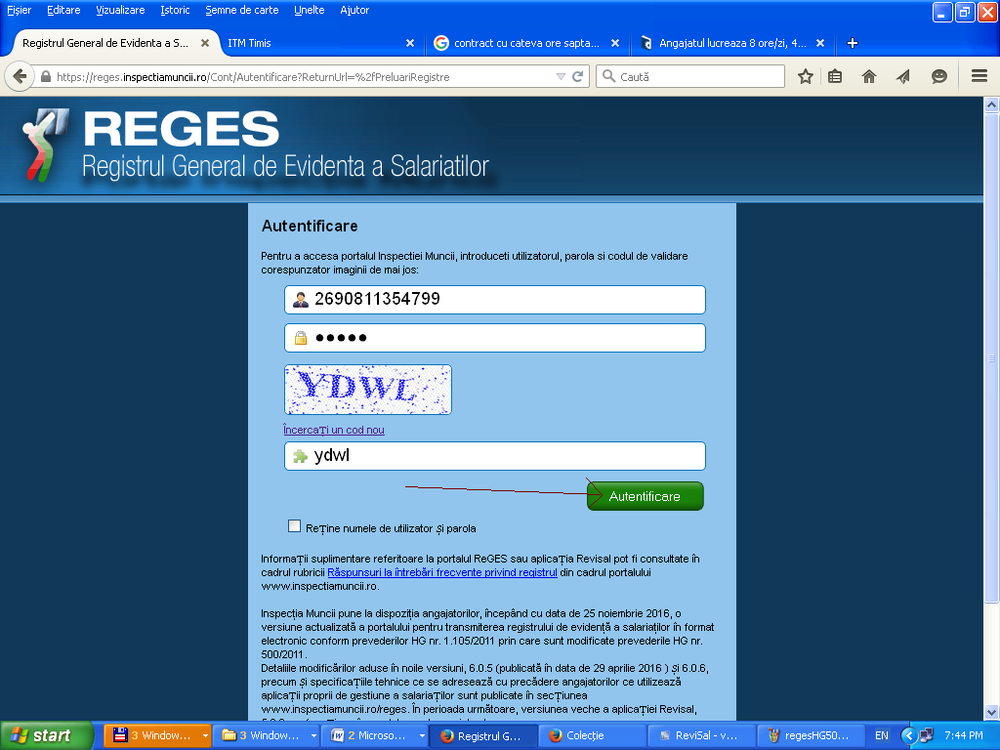 Fișier Editare Vizualizare Istoric Semne de carte Unelte Ajutor
Registrul General de Evidenta a S... ITM Timis contract cu cateva ore sapta... Angajatul lucreaza 8 ore/zi, 4...
https://reges.inspectiamuncii.ro/Cont/Autentificare?ReturnUrl=%2fPreluariRegistre Caută
REGES
Registrul General de Evidenta a Salariatilor
Autentificare
Pentru a accesa portalul Inspectiei Muncii, introduceti utilizatorul, parola si codul de validare
corespunzator imaginii de mai jos:
2690811354799
●●●●●
YDWL
Încercaţi un cod nou
ydwl
Autentificare
Reţine numele de utilizator şi parola
Informaţii suplimentare referitoare la portalul ReGES sau aplicaţia Revisal pot fi consultate în
cadrul rubricii Răspunsuri la întrebări frecvente privind registrul din cadrul portalului
www.inspectiamuncii.ro.
Inspecția Muncii pune la dispoziția angajatorilor, începând cu data de 25 noiembrie 2016, o
versiune actualizată a portalului pentru transmiterea registrului de evidență a salariaților în format
electronic conform prevederilor HG nr. 1.105/2011 prin care sunt modificate prevederile HG nr.
500/2011.
Detaliile modificărilor aduse în noile versiuni, 6.0.5 (publicată în data de 29 aprilie 2016 ) şi 6.0.6,
precum şi specificaţiile tehnice ce se adresează cu precădere angajatorilor ce utilizează
aplicaţii proprii de gestiune a salariaţilor sunt publicate în secţiunea
www.inspectiamuncii.ro/reges. În perioada următoare, versiunea veche a aplicaţiei Revisal,
start 3 Window... 3 Window... 2 Microso... Registrul G... Colecție ReviSal - v... regesHG50... EN 7:44 PM